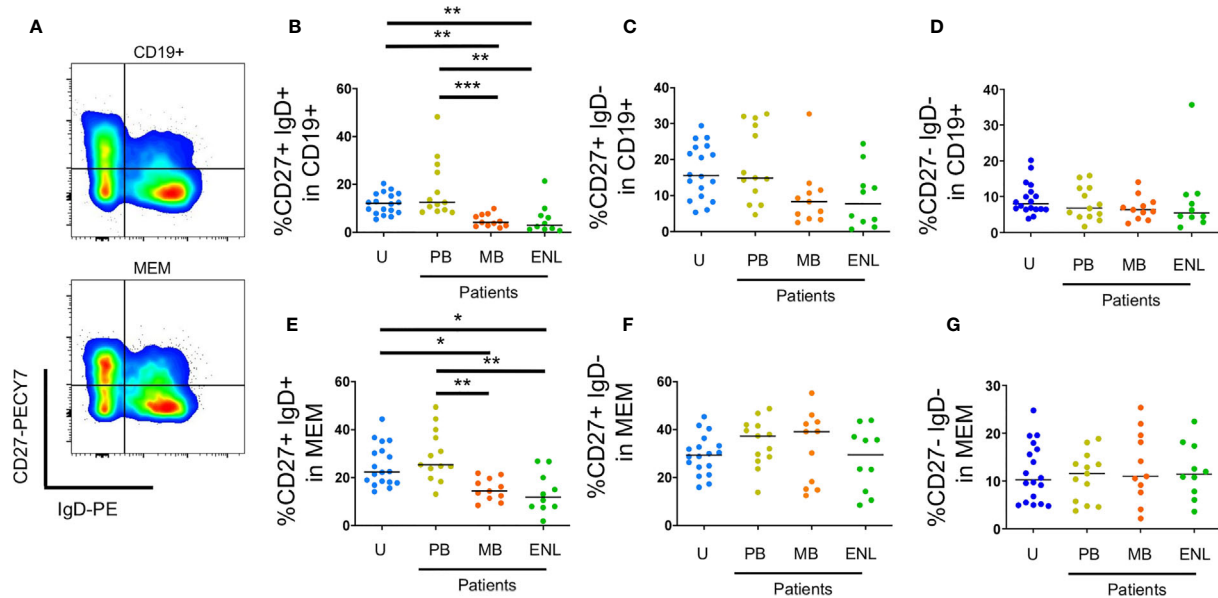 A
CD19+
MEM
CD27-PECY7
IgD-PE
B
**
**
**
***
%CD27+ IgD+
in CD19+
60
40
20
0
U PB MB ENL
Patients
C
%CD27+ IgD-
in CD19+
40
30
20
10
0
U PB MB ENL
Patients
D
%CD27- IgD-
in CD19+
40
30
20
10
0
U PB MB ENL
Patients
E
*
*
**
**
%CD27+ IgD+
in MEM
60
40
20
0
U PB MB ENL
Patients
F
%CD27+ IgD-
in MEM
60
40
20
0
U PB MB ENL
Patients
G
%CD27 - IgD-
in MEM
30
20
10
0
U PB MB ENL
Patients